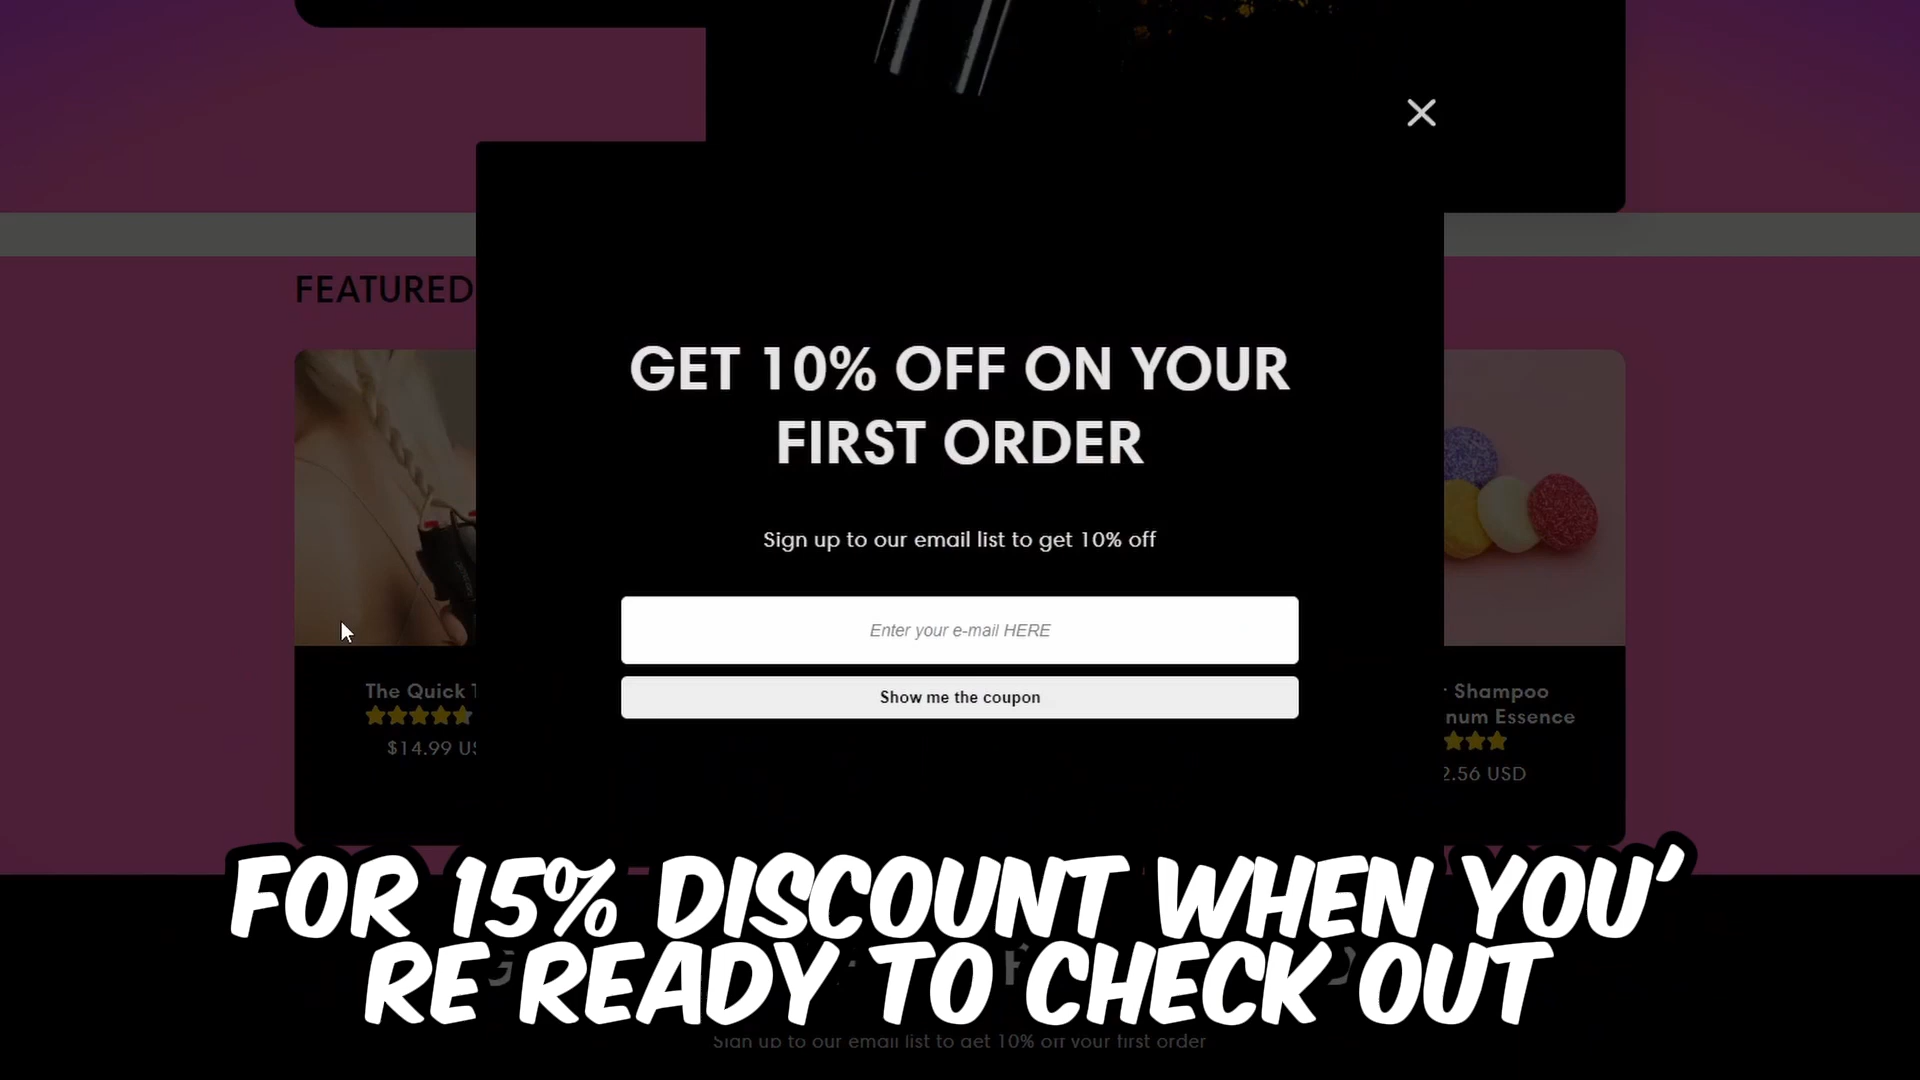 FEATURED
GET 10% OFF ON YOUR
FIRST ORDER
Sign up to our email list to get 10% off
Enter your e-mail HERE
Show me the coupon
The Quick
$14.99
Shampoo
Essence
2.56 USD
FOR 15% DISCOUNT WHEN YOU'
RE READY TO CHECK OUT
Sign up to our email list to get 10% off your first order